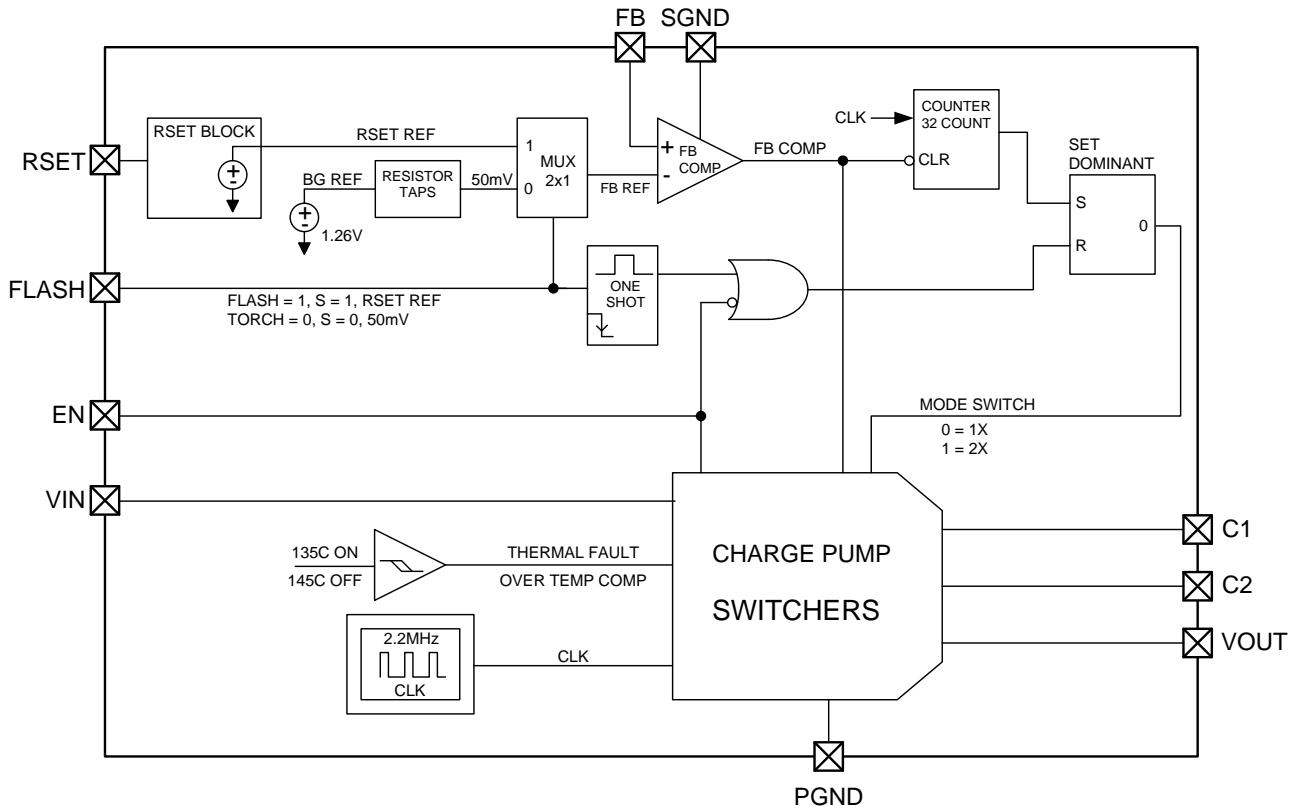 FB SGND
RSET BLOCK
RSET REF
RSET
+
-
BG REF
RESISTOR
TAPS
50mV
+
-
1.26V
1
0
MUX
2x1
FB REF
+
-
FB
COMP
FB COMP
CLK
COUNTER
32 COUNT
CLR
SET
DOMINANT
S
R
0
FLASH
FLASH = 1, S = 1, RSET REF
TORCH = 0, S = 0, 50mV
ONE
SHOT
EN
MODE SWITCH
0 = 1X
1 = 2X
VIN
135C ON
145C OFF
THERMAL FAULT
OVER TEMP COMP
2.2MHz
CLK
CLK
CHARGE PUMP
SWITCHERS
C1
C2
VOUT
PGND